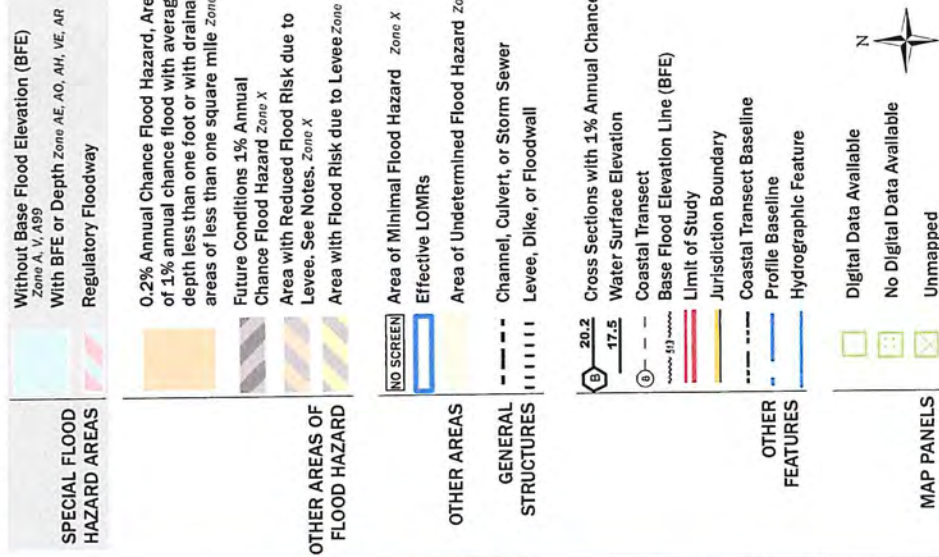 SPECIAL FLOOD
HAZARD AREAS
Without Base Flood Elevation (BFE)
Zone A, V, A99
With BFE or Depth Zone AE, AO, AH, VE, AR
Regulatory Floodway
OTHER AREAS OF
FLOOD HAZARD
0.2% Annual Chance Flood Hazard, Are
of 1% annual chance flood with averag
depth less than one foot or with draina
areas of less than one square mile Zone
Future Conditions 1% Annual
Chance Flood Hazard Zone X
Area with Reduced Flood Risk due to
Levee. See Notes. Zone X
Area with Flood Risk due to Levee Zone
OTHER AREAS
NO SCREEN
Area of Minimal Flood Hazard Zone X
Effective LOMRs
Area of Undetermined Flood Hazard Zo
GENERAL
STRUCTURES
Channel, Culvert, or Storm Sewer
Levee, Dike, or Floodwall
B 20.2
17.5
Cross Sections with 1% Annual Chance
Water Surface Elevation
8
Coastal Transect
513
Base Flood Elevation Line (BFE)
Limit of Study
Jurisdiction Boundary
Coastal Transect Baseline
OTHER
FEATURES
Profile Baseline
Hydrographic Feature
MAP PANELS
Digital Data Available
No Digital Data Available
Unmapped
N